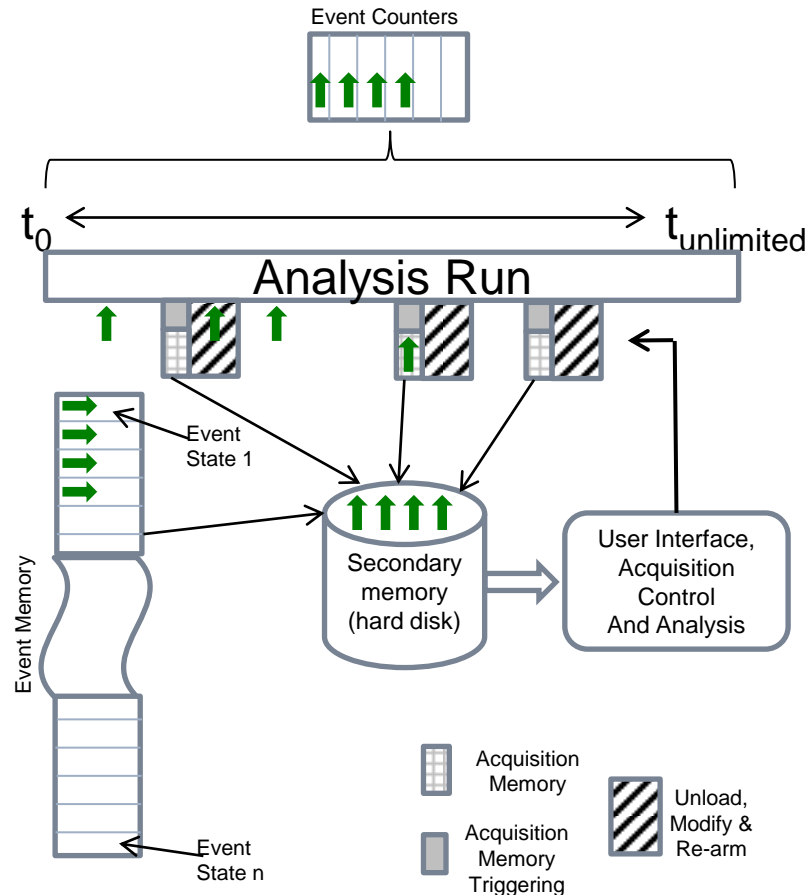 Event Counters
t0
tunlimited
Analysis Run
Event
State 1
Event Memory
Secondary
memory
(hard disk)
User Interface,
Acquisition
Control
And Analysis
Acquisition
Memory
Unload,
Modify &
Re-arm
Acquisition
Memory
Triggering
Event
State n